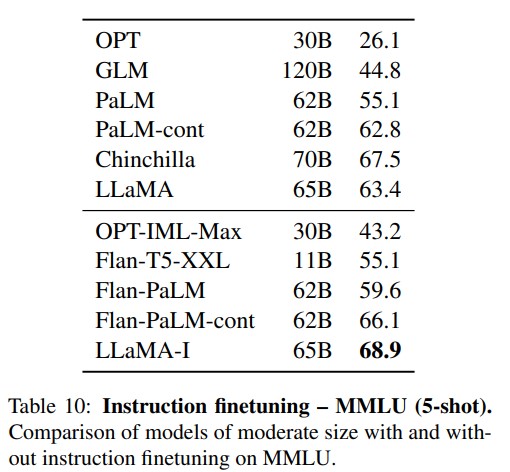 OPT 30B 26.1
GLM 120B 44.8
PaLM 62B 55.1
PaLM-cont 62B 62.8
Chinchilla 70B 67.5
LLaMA 65B 63.4
OPT-IML-Max 30B 43.2
Flan-T5-XXL 11B 55.1
Flan-PaLM 62B 59.6
Flan-PaLM-cont 62B 66.1
LLaMA-I 65B 68.9
Table 10: Instruction finetuning – MMLU (5-shot).
Comparison of models of moderate size with and with-
out instruction finetuning on MMLU.